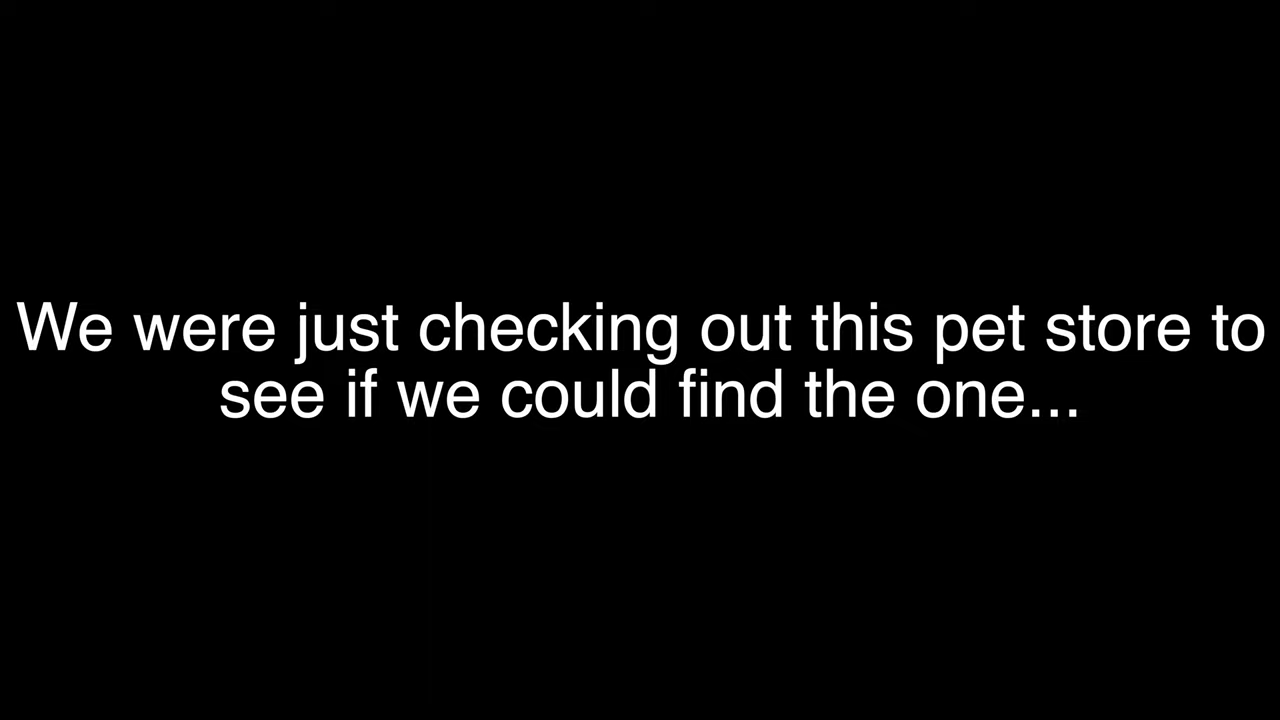 We were just checking out this pet store to
see if we could find the one...